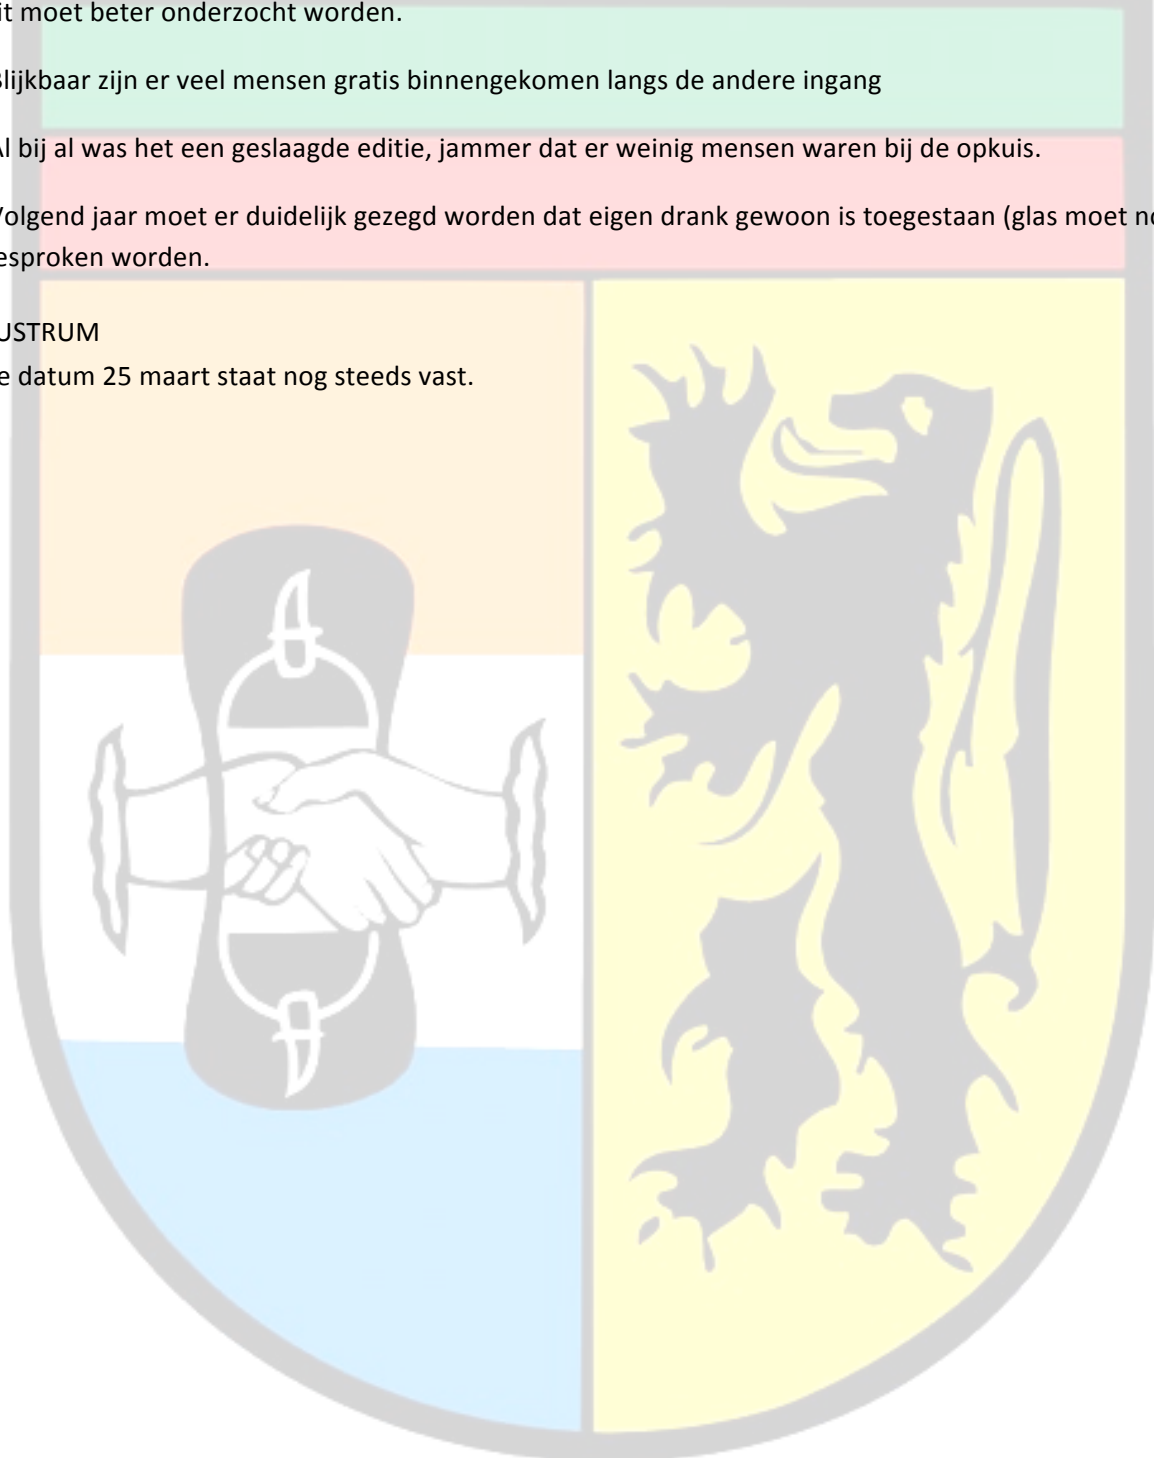 it moet beter onderzocht worden.
lijkbaar zijn er veel mensen gratis binnengekomen langs de andere ingang
Al bij al was het een geslaagde editie, jammer dat er weinig mensen waren bij de opkuis.
Volgend jaar moet er duidelijk gezegd worden dat eigen drank gewoon is toegestaan (glas moet no
esproken worden.
USTRUM
e datum 25 maart staat nog steeds vast.